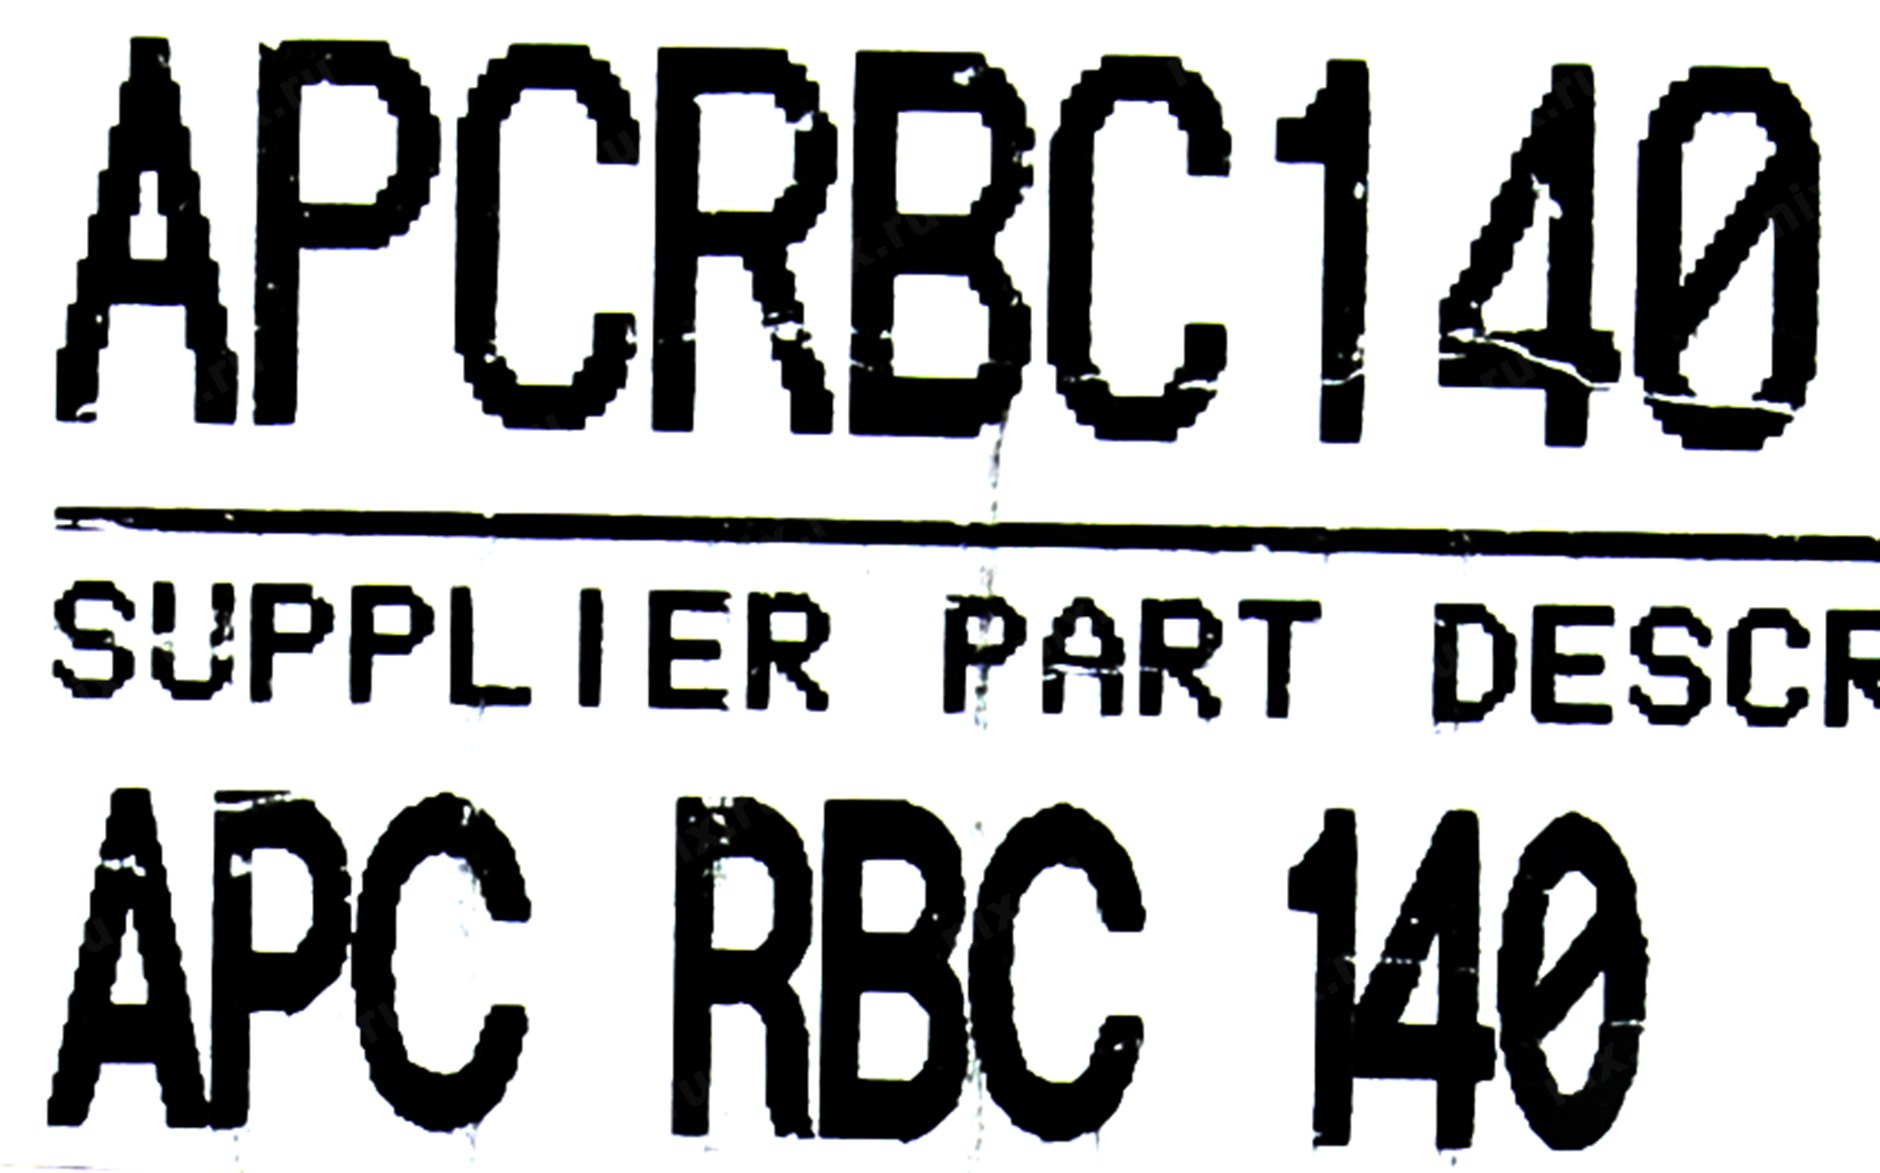 APCRBC140
SUPPLIER PART DESCR
APC RBC 140